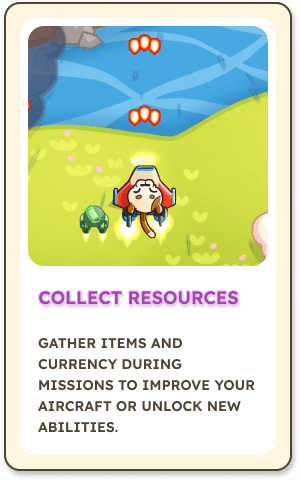 COLLECT RESOURCES
GATHER ITEMS AND
CURRENCY DURING
MISSIONS TO IMPROVE YOUR
AIRCRAFT OR UNLOCK NEW
ABILITIES.